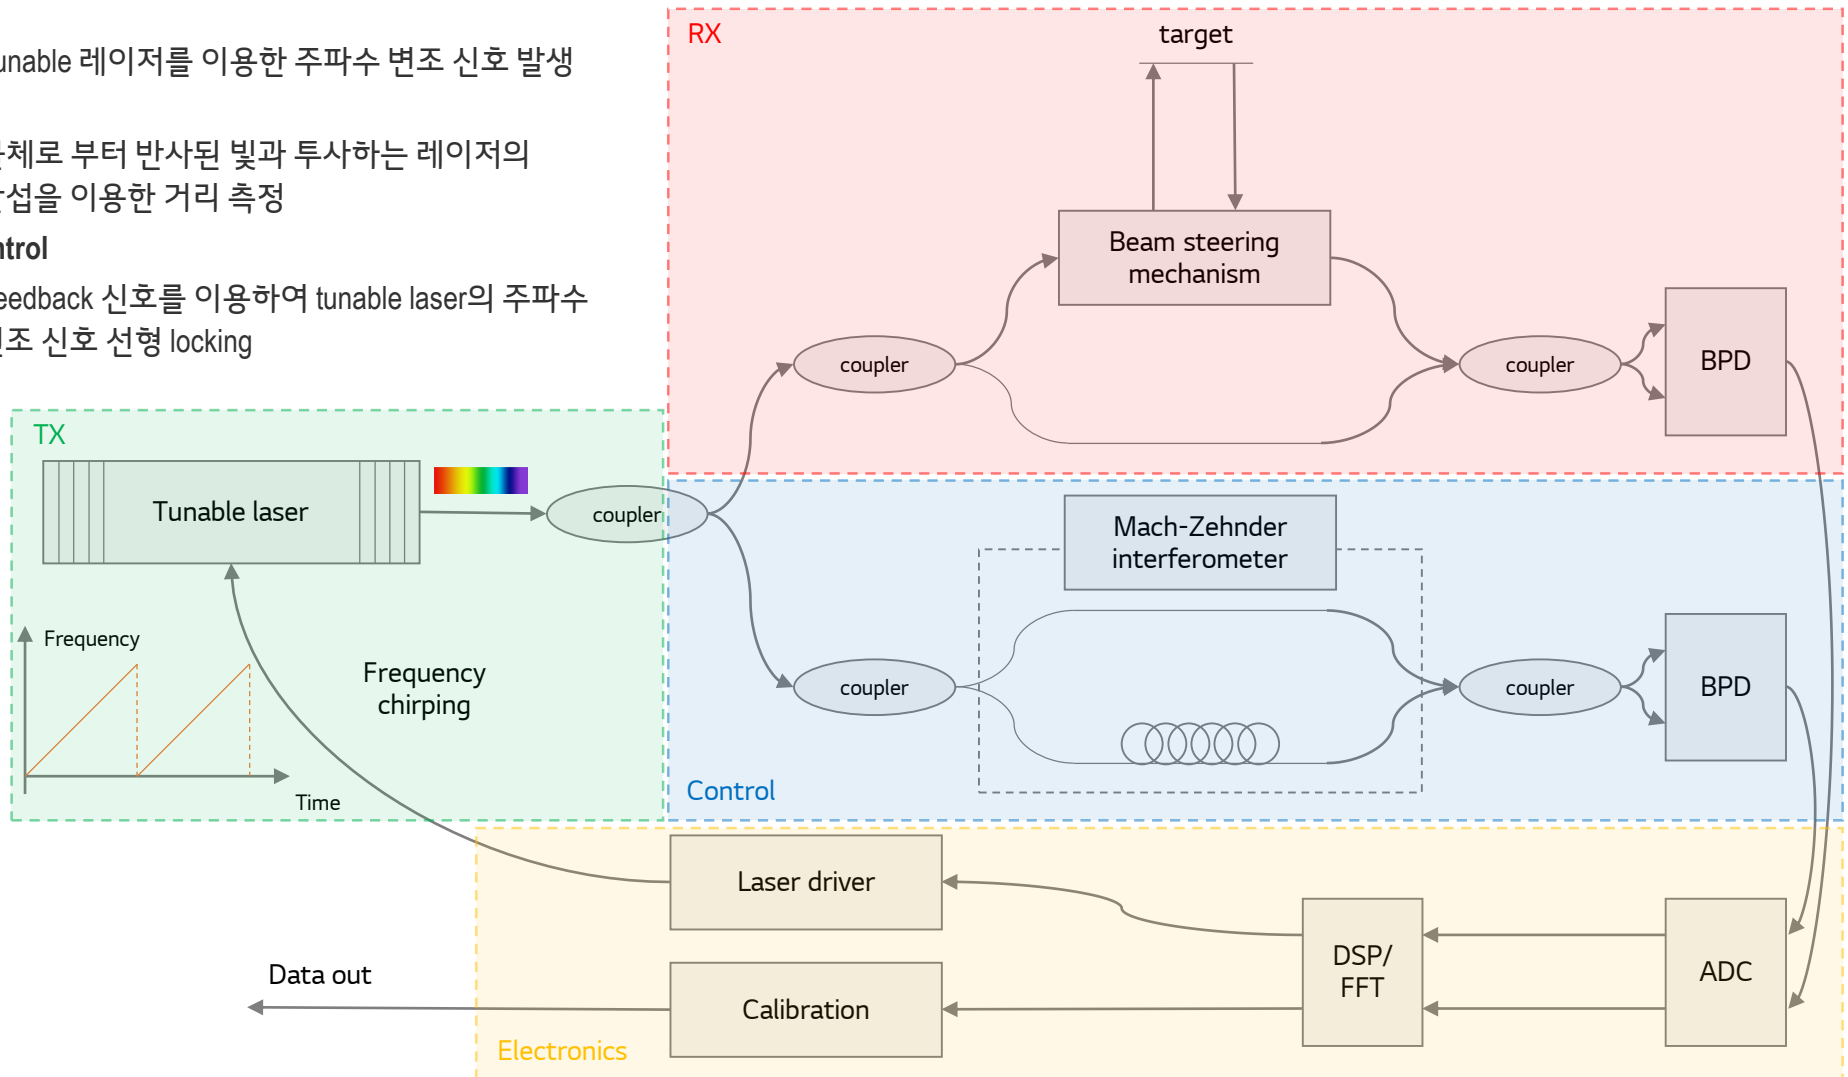 unable 레이저를 이용한 주파수 변조 신호 발생
체로 부터 반사된 빛과 투사하는 레이저의
섭을 이용한 거리 측정
ntrol
eedback 신호를 이용하여 tunable laser의 주파수
조 신호 선형 locking
RX
target
Beam steering
mechanism
coupler
coupler
BPD
TX
Tunable laser
coupler
Frequency
Time
Frequency
chirping
Mach-Zehnder
interferometer
coupler
coupler
BPD
Control
Laser driver
DSP/
FFT
ADC
Data out
Calibration
Electronics